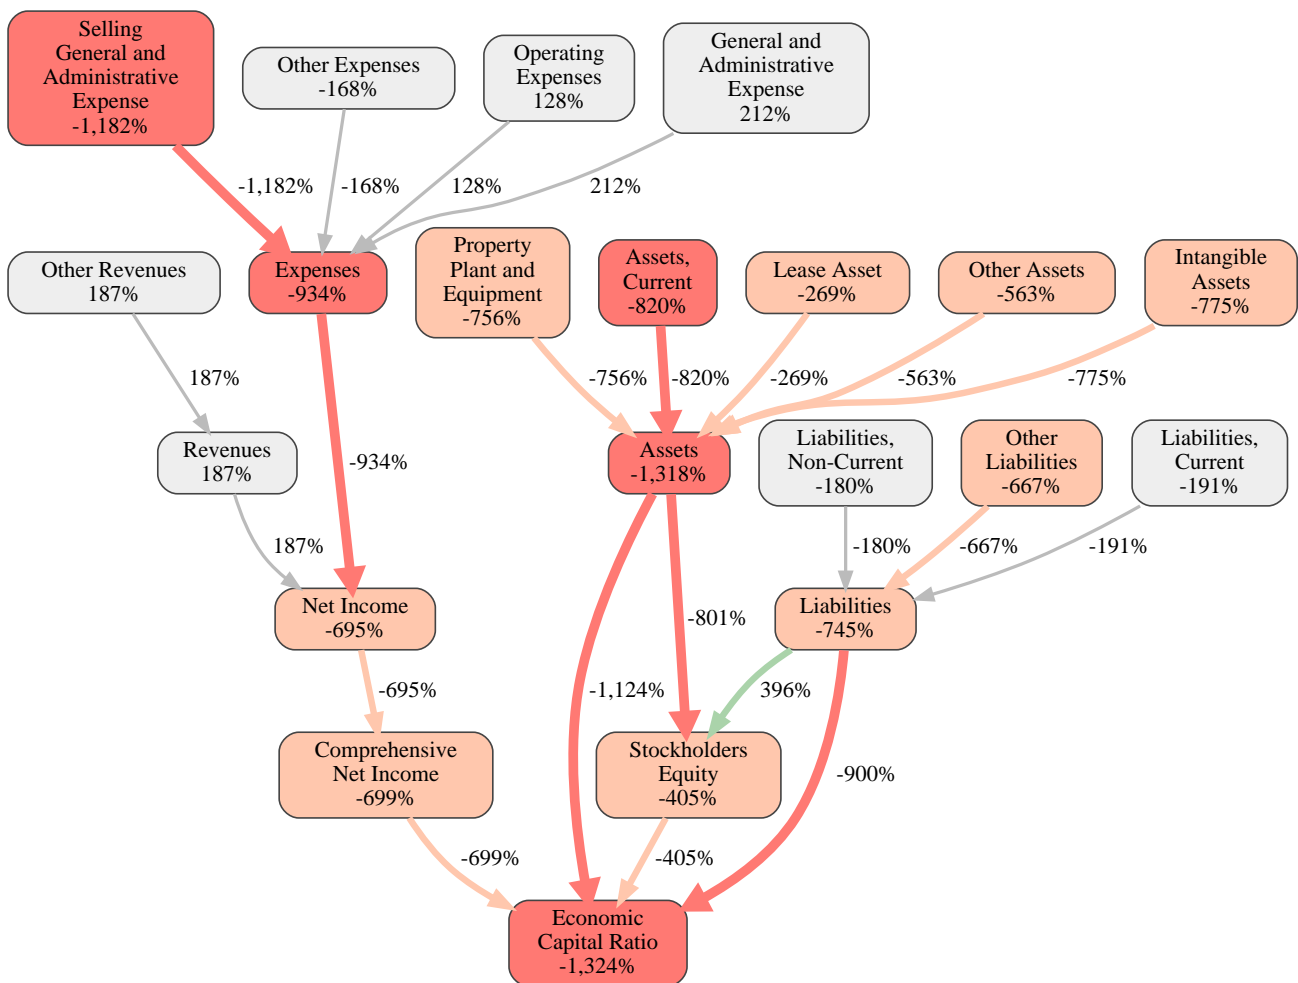 Selling
General and
Administrative
Expense
-1,182%
Other Expenses
-168%
Operating
Expenses
128%
General and
Administrative
Expense
212%
-1,182%
-168%
128%
212%
Other Revenues
187%
Expenses
-934%
Property
Plant and
Equipment
-756%
Assets,
Current
-820%
Lease Asset
-269%
Other Assets
-563%
Intangible
Assets
-775%
187%
-756%
-820%
-269%
-563%
-775%
Revenues
187%
-934%
Assets
-1,318%
Liabilities,
Non-Current
-180%
Other
Liabilities
-667%
Liabilities,
Current
-191%
187%
-180%
-667%
-191%
Net Income
-695%
-801%
Liabilities
-745%
-695%
-1,124%
396%
Comprehensive
Net Income
-699%
Stockholders
Equity
-405%
-900%
-699%
-405%
Economic
Capital Ratio
-1,324%